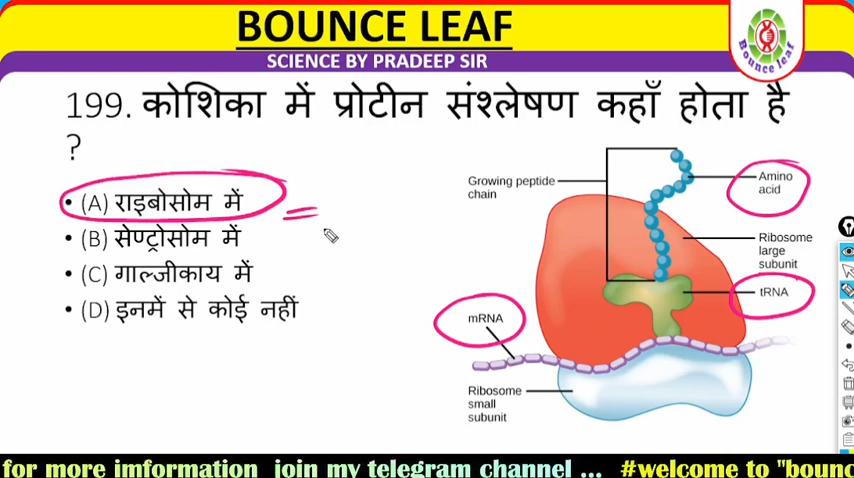 BOUNCE LEAF
SCIENCE BY PRADEEP SIR
Bounce leaf
199. कोशिका में प्रोटीन संश्लेषण कहाँ होता है
?
• (A) राइबोसोम में
• (B) सेण्ट्रोसोम में
• (C) गाल्जीकाय में
• (D) इनमें से कोई नहीं
Growing peptide
chain
Amino
acid
Ribosome
large
subunit
tRNA
mRNA
Ribosome
small
subunit
for more imformation join my telegram channel ... #welcome to "bounc